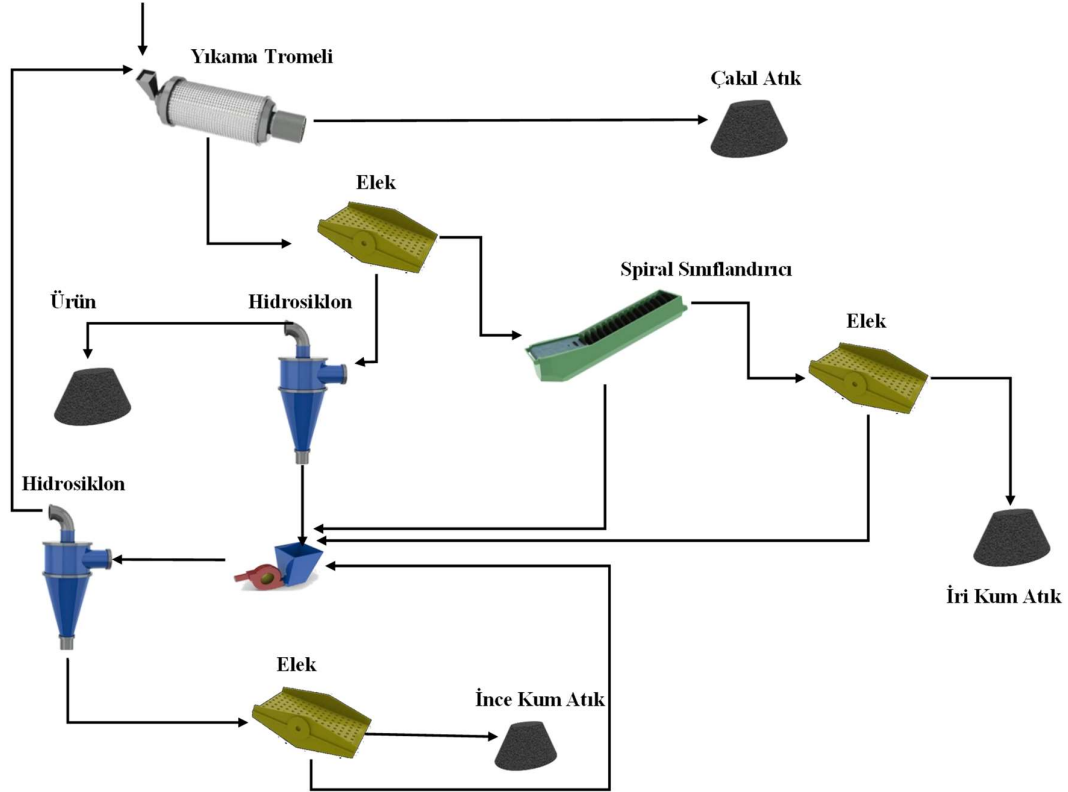 Yıkama Tromeli
Çakıl Atık
Elek
Spiral Sınıflandırıcı
Ürün
Hidrosiklon
Elek
Hidrosiklon
İri Kum Atık
Elek
İnce Kum Atık